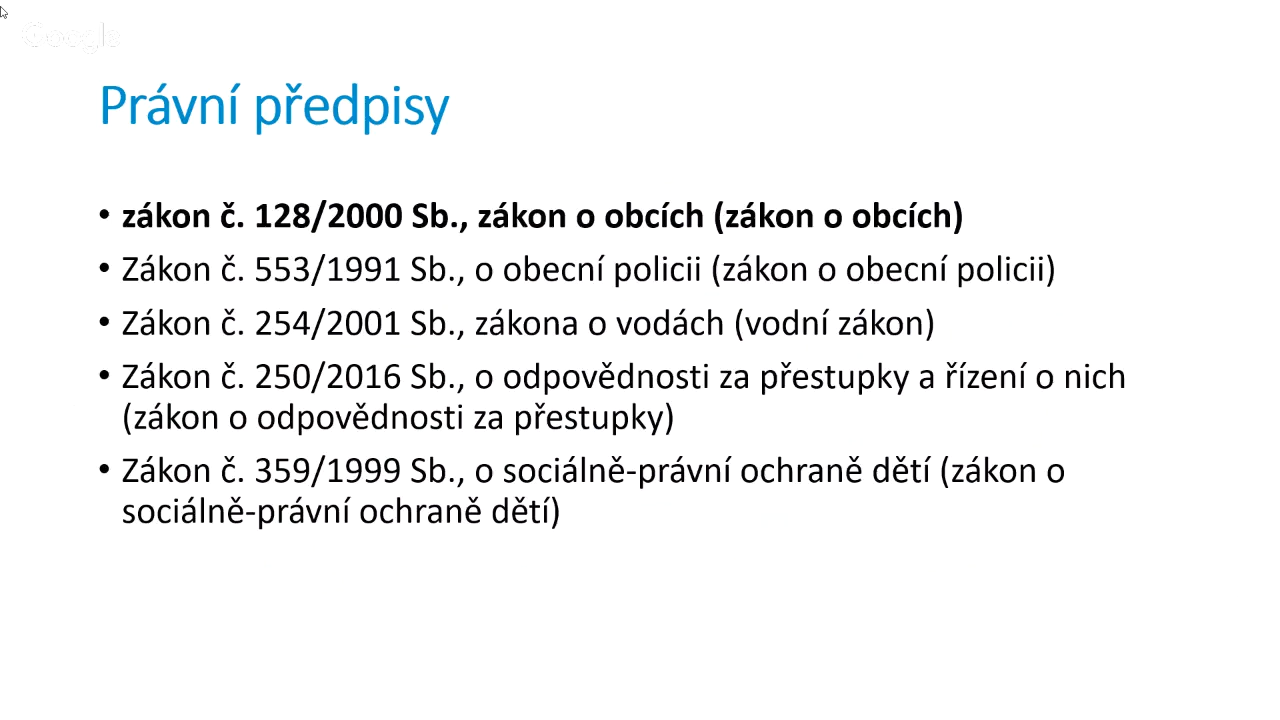 Google
Právní předpisy
• zákon č. 128/2000 Sb., zákon o obcích (zákon o obcích)
• Zákon č. 553/1991 Sb., o obecní policii (zákon o obecní policii)
• Zákon č. 254/2001 Sb., zákona o vodách (vodní zákon)
• Zákon č. 250/2016 Sb., o odpovědnosti za přestupky a řízení o nich
(zákon o odpovědnosti za přestupky)
• Zákon č. 359/1999 Sb., o sociálně-právní ochraně dětí (zákon o
sociálně-právní ochraně dětí)